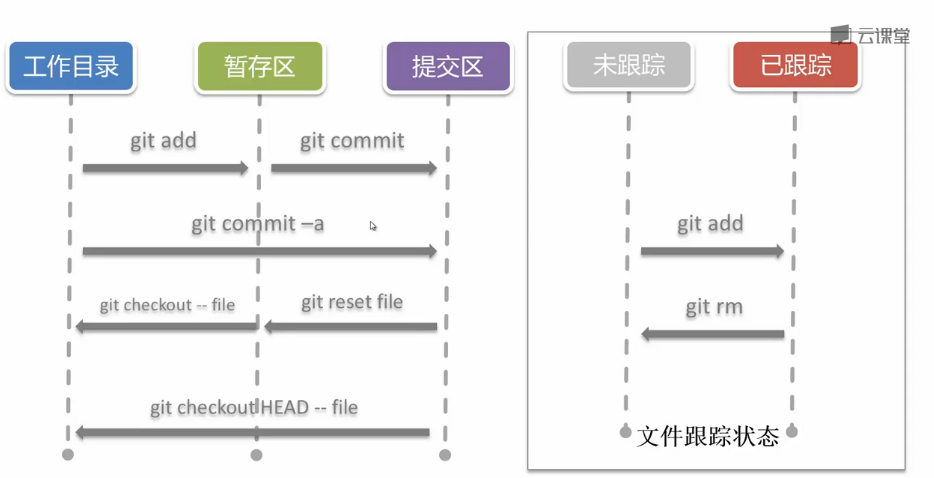 云课堂
工作目录
暂存区
提交区
未跟踪
已跟踪
git add
git commit
git commit –a
git add
git checkout -- file
git reset file
git rm
git checkout HEAD -- file
文件跟踪状态